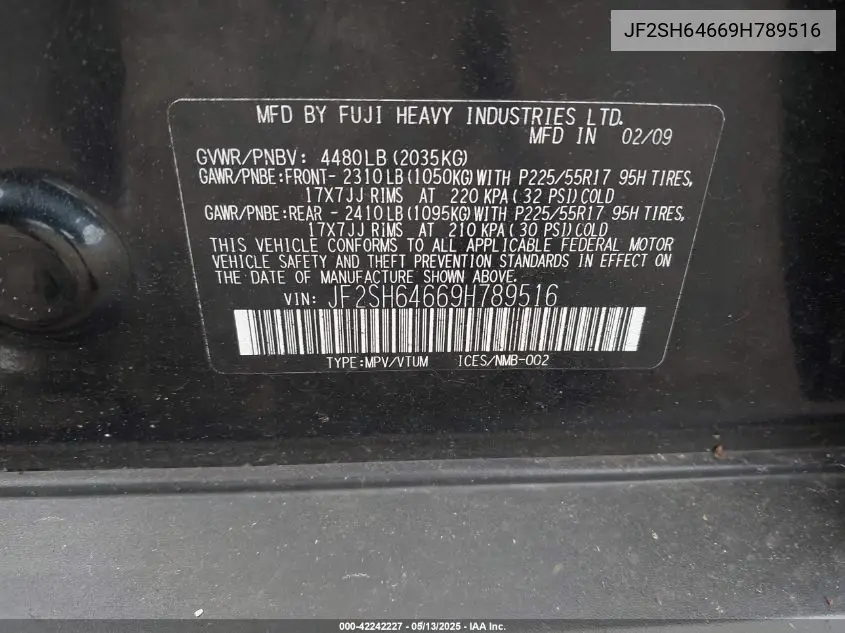 JF2SH64669H789516
MFD BY FUJI HEAVY INDUSTRIES LTD.
MFD IN 02/09
GVWR/PNBV: 4480LB (2035KG)
GAWR/PNBE:FRONT- 2310LB (1050KG) WITH P225/55R17 95H TIRES,
17X7JJ RIMS AT 220 KPA ( 32 PSI) COLD
GAWR/PNBE:REAR - 2410LB (1095KG) WITH P225/55R17 95H TIRES,
17X7JJ RIMS AT 210 KPA ( 30 PSI) COLD
THIS VEHICLE CONFORMS TO ALL APPLICABLE FEDERAL MOTOR
VEHICLE SAFETY AND THEFT PREVENTION STANDARDS IN EFFECT ON
THE DATE OF MANUFACTURE SHOWN ABOVE.
VIN: JF2SH64669H789516
TYPE:MPV/VTUM ICES/NMB-002
000-42242227 - 05/13/2025 - IAA Inc.